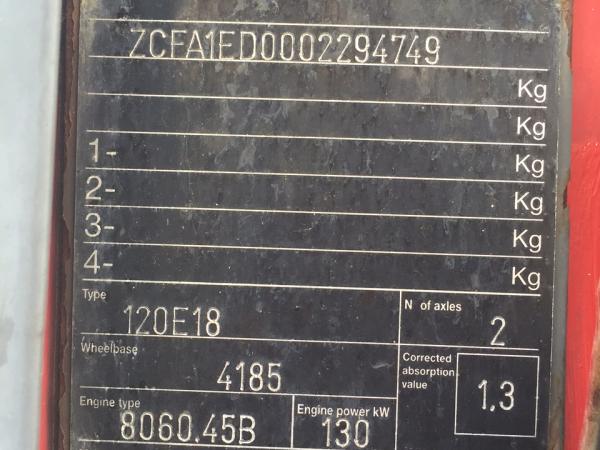 ZCFA1ED0002294749
Kg
Kg
1- Kg
2- Kg
3- Kg
4- Kg
Type
120E18
N of axles
2
Wheelbase
4185
Corrected absorption value
1,3
Engine type
8060.45B
Engine power kW
130